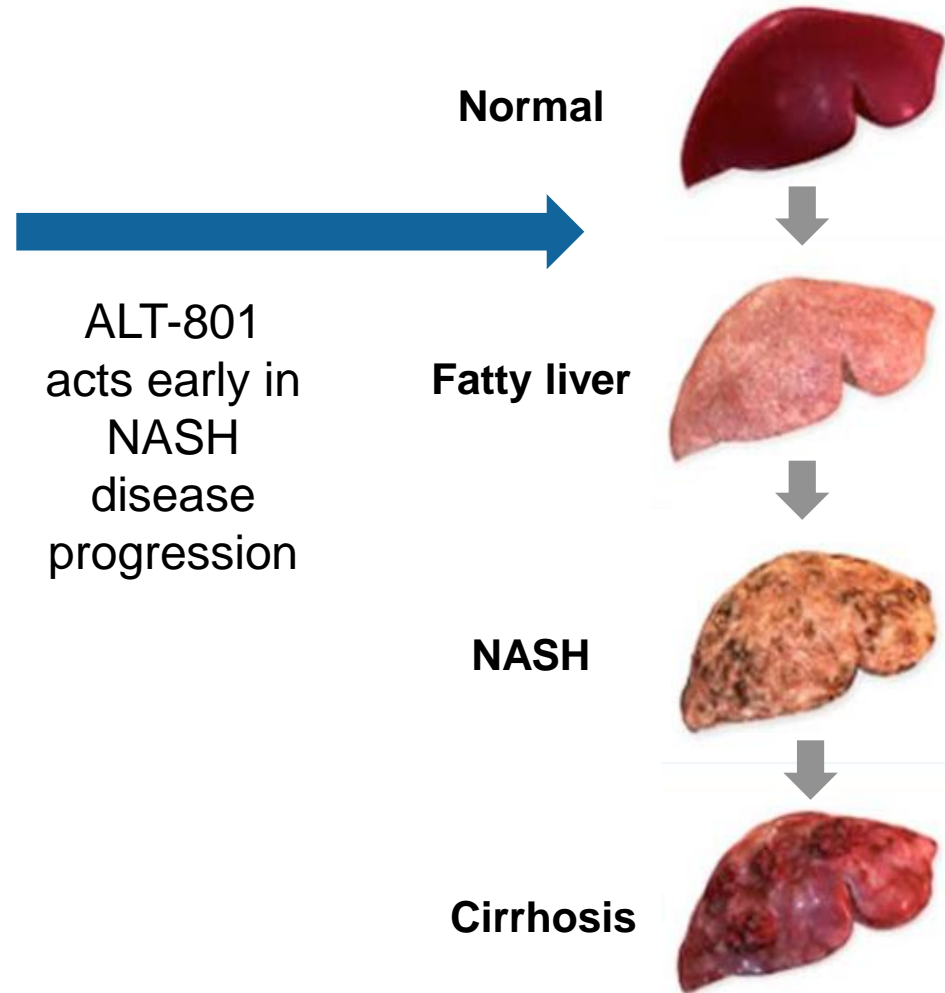 Normal
ALT-801
acts early in
NASH
disease
progression
Fatty liver
NASH
Cirrhosis